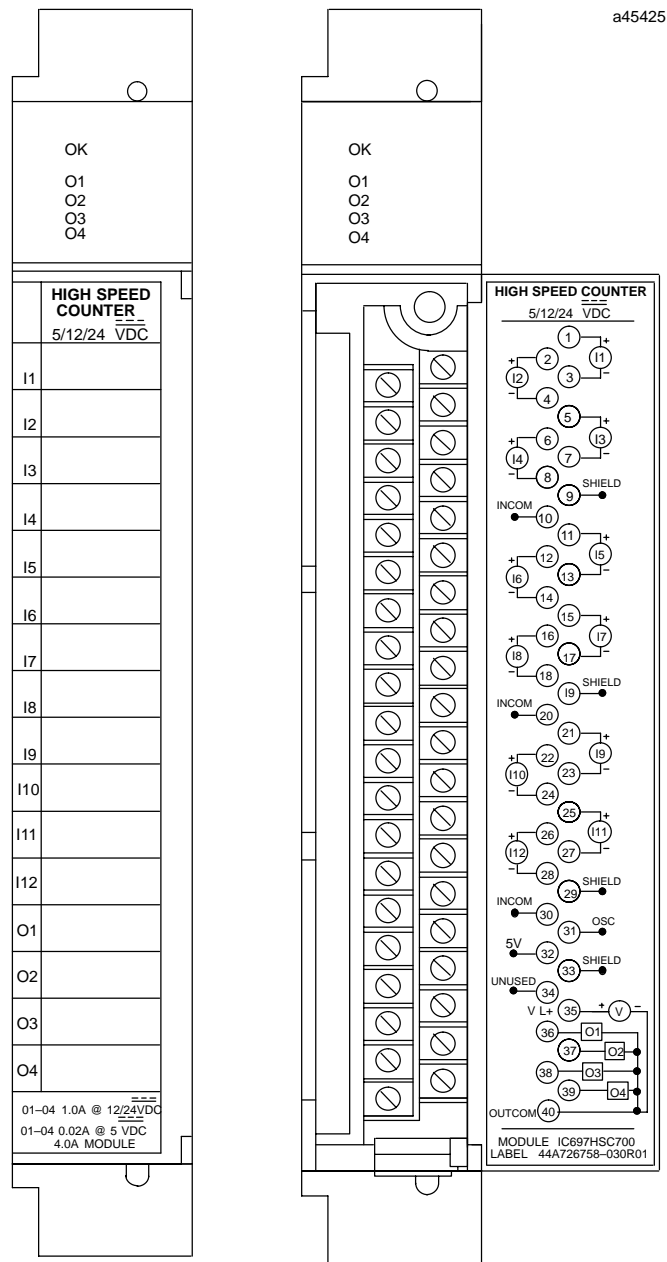 a45425
OK
O1
O2
O3
O4
HIGH SPEED
COUNTER
5/12/24 VDC
I1
I2
I3
I4
I5
I6
I7
I8
I9
I10
I11
I12
O1
O2
O3
O4
01–04 1.0A @ 12/24VDC
01–04 0.02A @ 5 VDC
4.0A MODULE
OK
O1
O2
O3
O4
HIGH SPEED COUNTER
5/12/24 VDC
1
+
2
+
I1
I2
3
–
4
–
5
+
6
+
I3
I4
7
–
8
–
9 SHIELD
INCOM 10
11
+
12
+
I5
I6
13
–
14
–
15
+
16
+
I7
I8
17
–
18
–
I9 SHIELD
INCOM 20
21
+
22
+
I9
I10
23
–
24
–
25
+
26
+
I11
I12
27
–
28
–
29 SHIELD
INCOM 30
31 OSC
5V 32
33 SHIELD
UNUSED 34
V L+ 35 + V –
36 O1
37 O2
38 O3
39 O4
OUTCOM 40
MODULE IC697HSC700
LABEL 44A726758–030R01